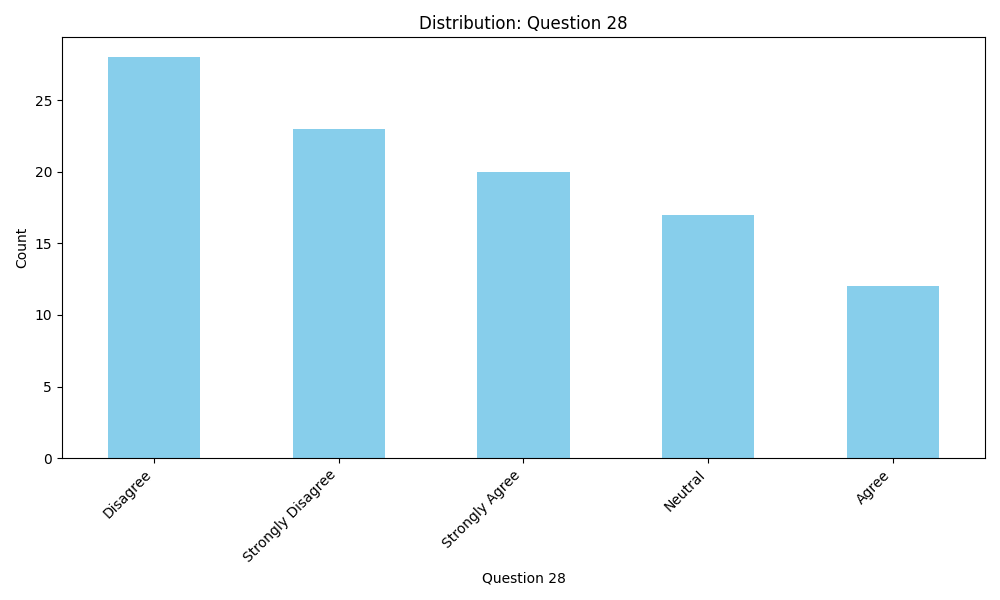 Distribution: Question 28
Count
25
20
15
10
5
0
Disagree
Strongly Disagree
Strongly Agree
Neutral
Agree
Question 28